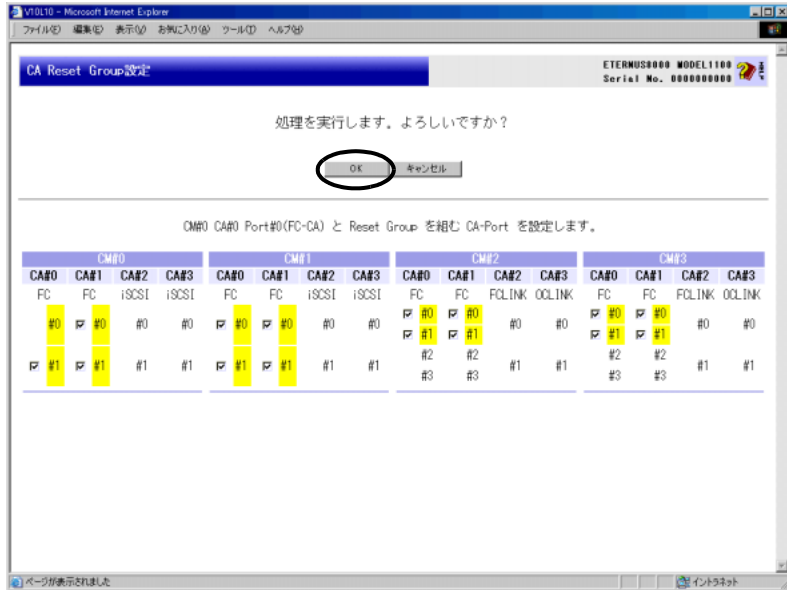 V10L10 - Microsoft Internet Explorer
ファイル(F) 編集(E) 表示(V) お気に入り(A) ツール(T) ヘルプ(H)
CA Reset Group設定
ETERNUS8000 MODEL1100
Serial No. 0000000000
処理を実行します。よろしいですか?
OK キャンセル
CM#0 CA#0 Port#0(FC-CA) と Reset Group を組む CA-Port を設定します。
CM#0 CM#1 CM#2 CM#3
CA#0 CA#1 CA#2 CA#3 CA#0 CA#1 CA#2 CA#3 CA#0 CA#1 CA#2 CA#3 CA#0 CA#1 CA#2 CA#3
FC FC iSCSI iSCSI FC FC iSCSI iSCSI FC FC FCLINK OCLINK FC FC FCLINK OCLINK
#0 #0 #0 #0 #0 #0 #0 #0 #0 #0 #0 #0 #0 #0 #0 #0
#1 #1 #1 #1
#1 #1 #1 #1 #1 #1 #1 #1 #2 #2 #1 #1 #2 #2 #1 #1
#3 #3 #3 #3
ページが表示されました
イントラネット